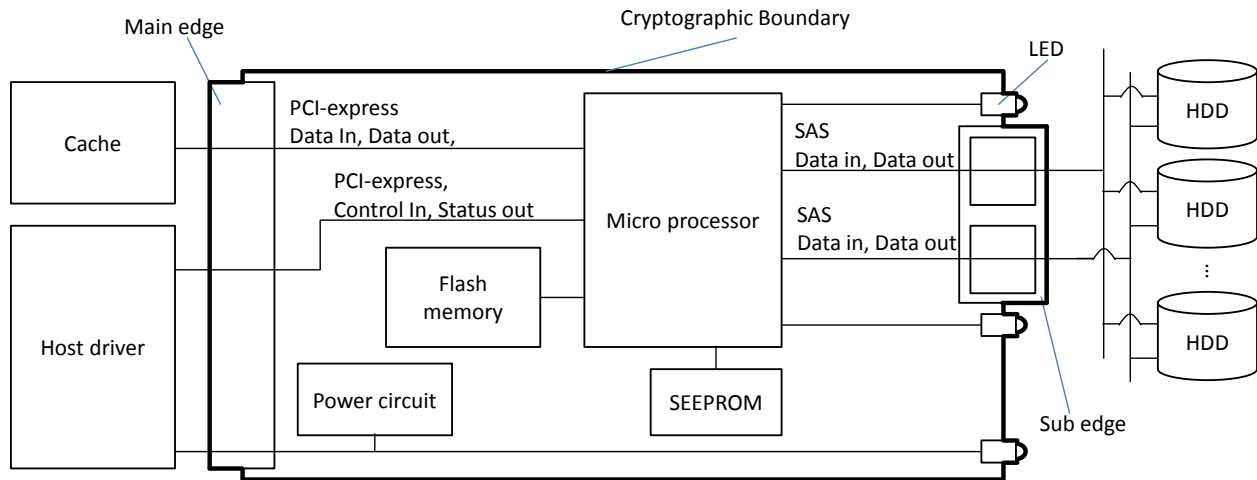 Cryptographic Boundary
Main edge
LED
PCI-express
Data In, Data out,
Cache
SAS
Data in, Data out
HDD
PCI-express,
Control In, Status out
Micro processor
SAS
Data in, Data out
HDD
Flash
memory
...
Host driver
HDD
Power circuit
SEEPROM
Sub edge